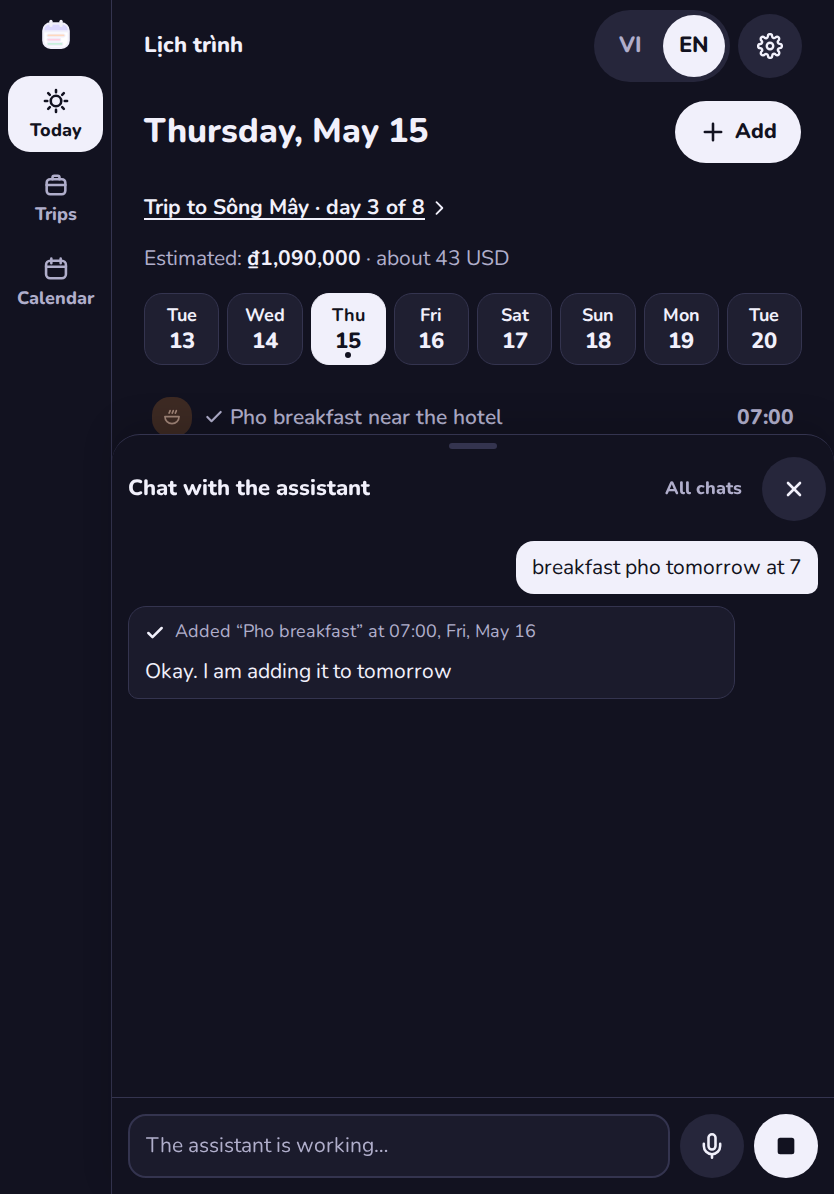 Lịch trình
VI
EN
Today
Thursday, May 15
Add
Trips
Trip to Sông Mây · day 3 of 8
Estimated: ₫1,090,000 · about 43 USD
Calendar
Tue
13
Wed
14
Thu
15
Fri
16
Sat
17
Sun
18
Mon
19
Tue
20
Pho breakfast near the hotel
07:00
Chat with the assistant
All chats
breakfast pho tomorrow at 7
Added “Pho breakfast” at 07:00, Fri, May 16
Okay. I am adding it to tomorrow
The assistant is working...